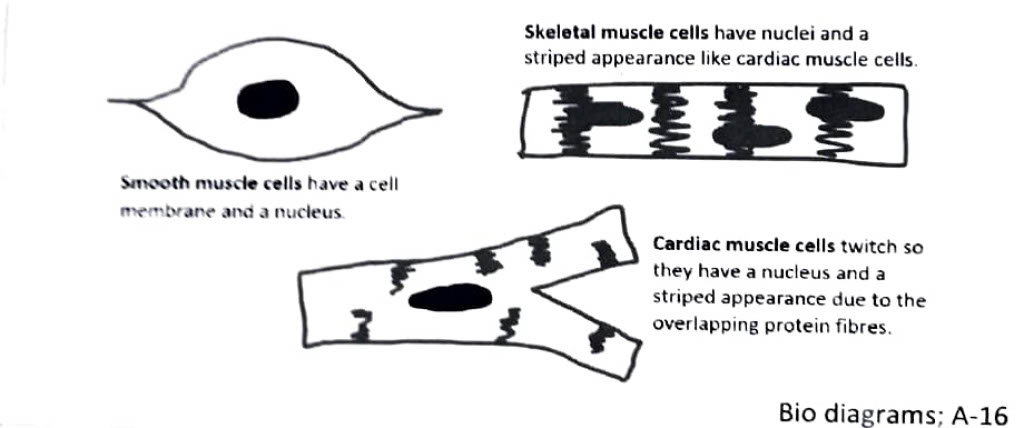 Skeletal muscle cells have nuclei and a
striped appearance like cardiac muscle cells.
Smooth muscle cells have a cell
membrane and a nucleus.
Cardiac muscle cells twitch so
they have a nucleus and a
striped appearance due to the
overlapping protein fibres.
Bio diagrams; A-16